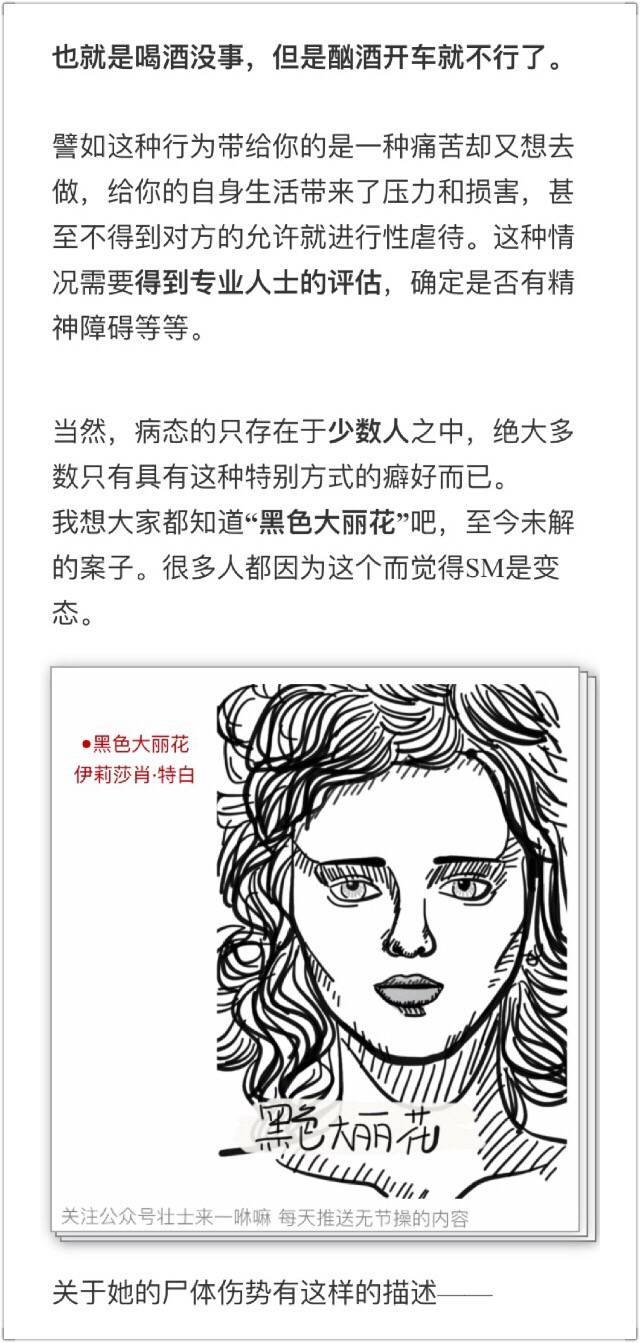 也就是喝酒没事，但是酗酒开车就不行了。
譬如这种行为带给你的是一种痛苦却又想去
做，给你的自身生活带来了压力和损害，甚
至不得到对方的允许就进行性虐待。这种情
况需要得到专业人士的评估，确定是否有精
神障碍等等。
当然，病态的只存在于少数人之中，绝大多
数只有具有这种特别方式的癖好而已。
我想大家都知道“黑色大丽花”吧，至今未解
的案子。很多人都因为这个而觉得SM是变
态。
•黑色大丽花
伊莉莎肖·特白
黑色大丽花
关注公众号壮士来一咻嘛 每天推送无节操的内容
关于她的尸体伤势有这样的描述——